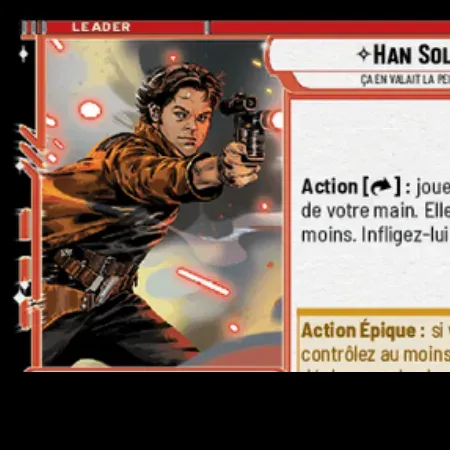 LEADER
HAN SOL
ÇA EN VALAIT LA PEI
Action [ ] : joue
de votre main. Elle
moins. Infligez-lui
Action Épique : si
contrôlez au moins